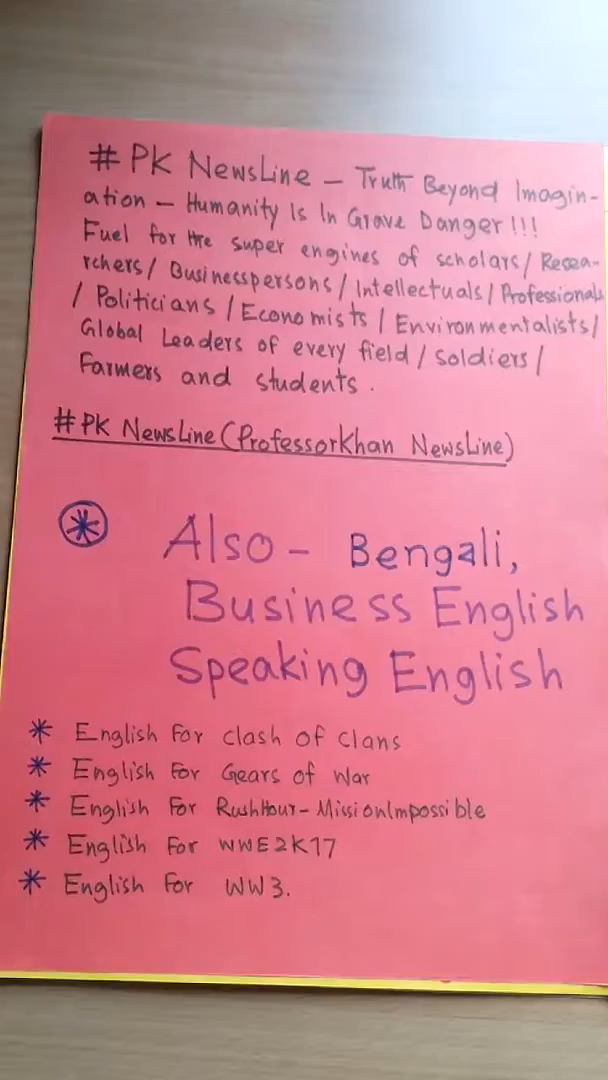 # PK NewsLine – Truth Beyond Imagin-
ation – Humanity Is In Grave Danger!!!
Fuel for the super engines of scholars/ Resea-
rchers/ Businesspersons/ Intellectuals/ Professionals
/ Politicians / Economists / Environmentalists/
Global Leaders of every field / soldiers /
Farmers and students.
# PK NewsLine (ProfessorKhan NewsLine)
* Also – Bengali,
Business English
Speaking English
* English For Clash of Clans
* English For Gears of War
* English For RushHour-MissionImpossible
* English For WWE2K17
* English For WW3.